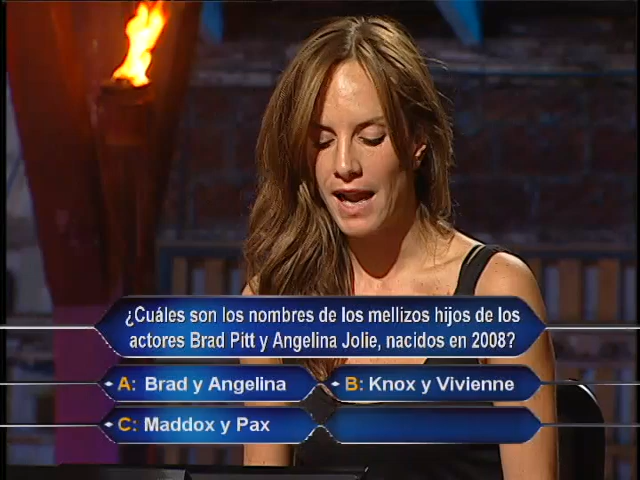 ¿Cuáles son los nombres de los mellizos hijos de los
actores Brad Pitt y Angelina Jolie, nacidos en 2008?
A: Brad y Angelina
B: Knox y Vivienne
C: Maddox y Pax